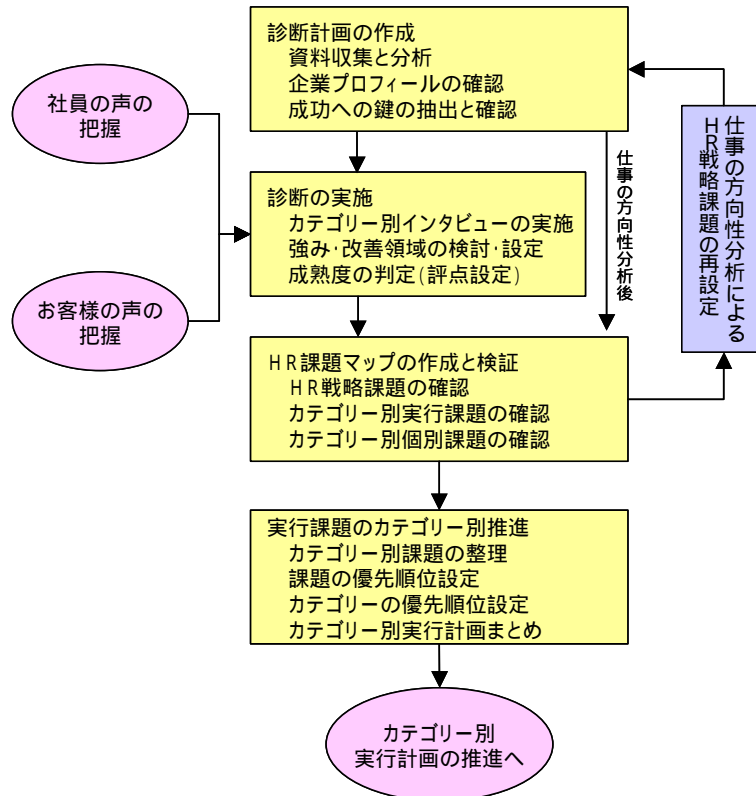 診断計画の作成
資料収集と分析
企業プロフィールの確認
成功への鍵の抽出と確認
社員の声の
把握
お客様の声の
把握
診断の実施
カテゴリー別インタビューの実施
強み・改善領域の検討・設定
成熟度の判定(評点設定)
仕事の方向性分析後
仕事の方向性分析による
HR戦略課題の再設定
HR課題マップの作成と検証
HR戦略課題の確認
カテゴリー別実行課題の確認
カテゴリー別個別課題の確認
実行課題のカテゴリー別推進
カテゴリー別課題の整理
課題の優先順位設定
カテゴリーの優先順位設定
カテゴリー別実行計画まとめ
カテゴリー別
実行計画の推進へ